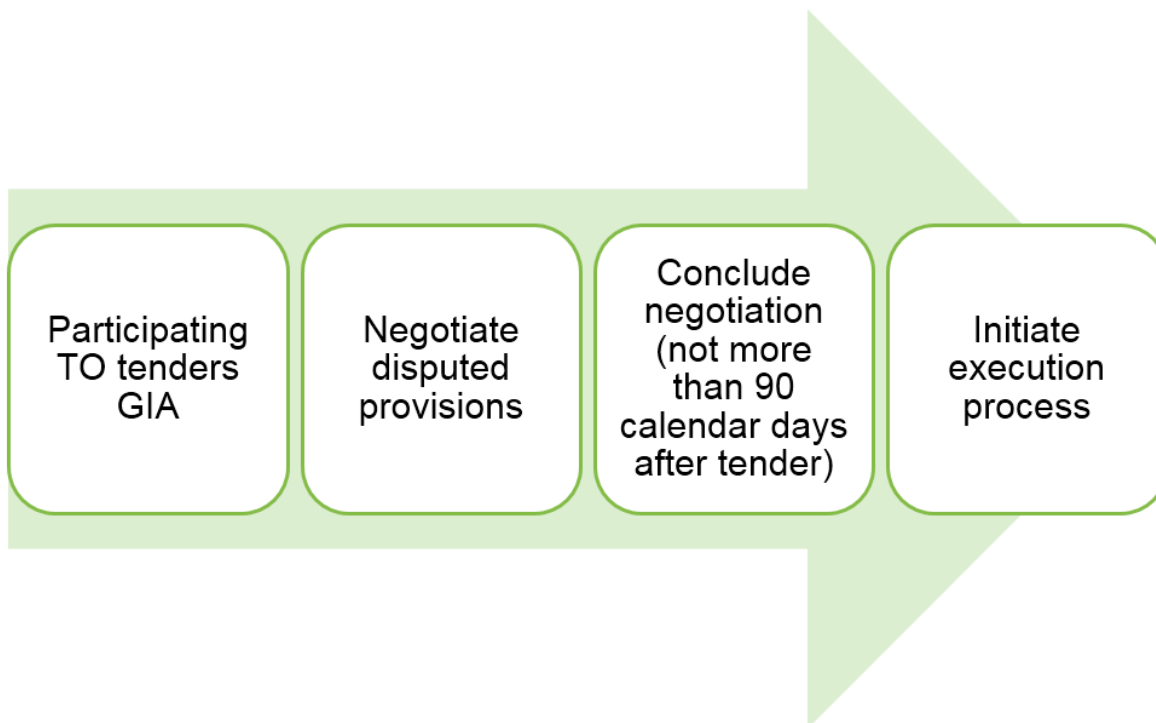 Participating
TO tenders
GIA
Negotiate
disputed
provisions
Conclude
negotiation
(not more
than 90
calendar days
after tender)
Initiate
execution
process